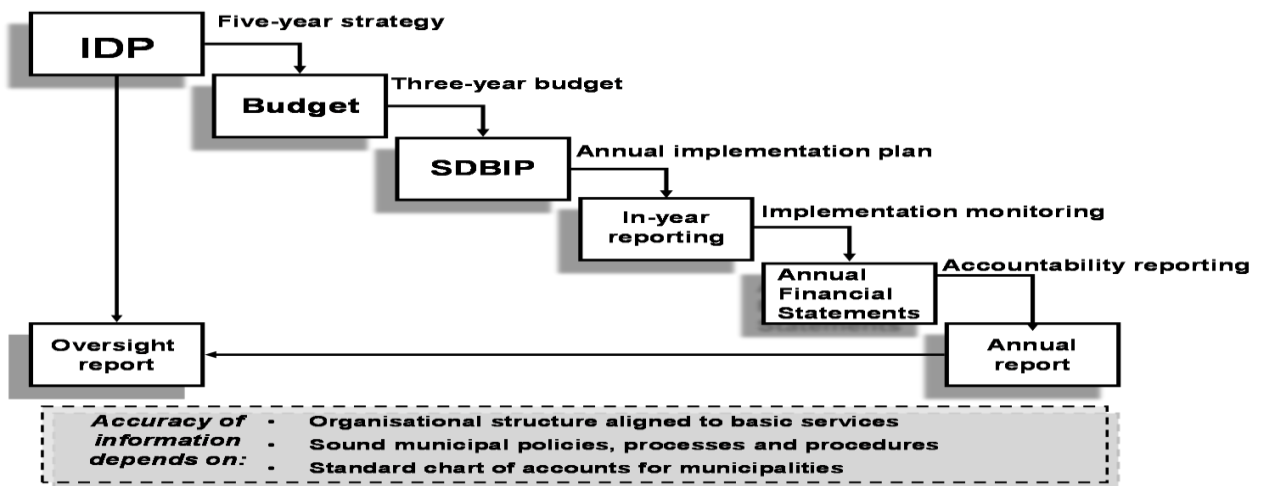 IDP
Five-year strategy
Budget
Three-year budget
SDBIP
Annual implementation plan
In-year
reporting
Implementation monitoring
Annual
Financial
Statements
Accountability reporting
Annual
report
Oversight
report
Accuracy of
information
depends on:
- Organisational structure aligned to basic services
- Sound municipal policies, processes and procedures
- Standard chart of accounts for municipalities